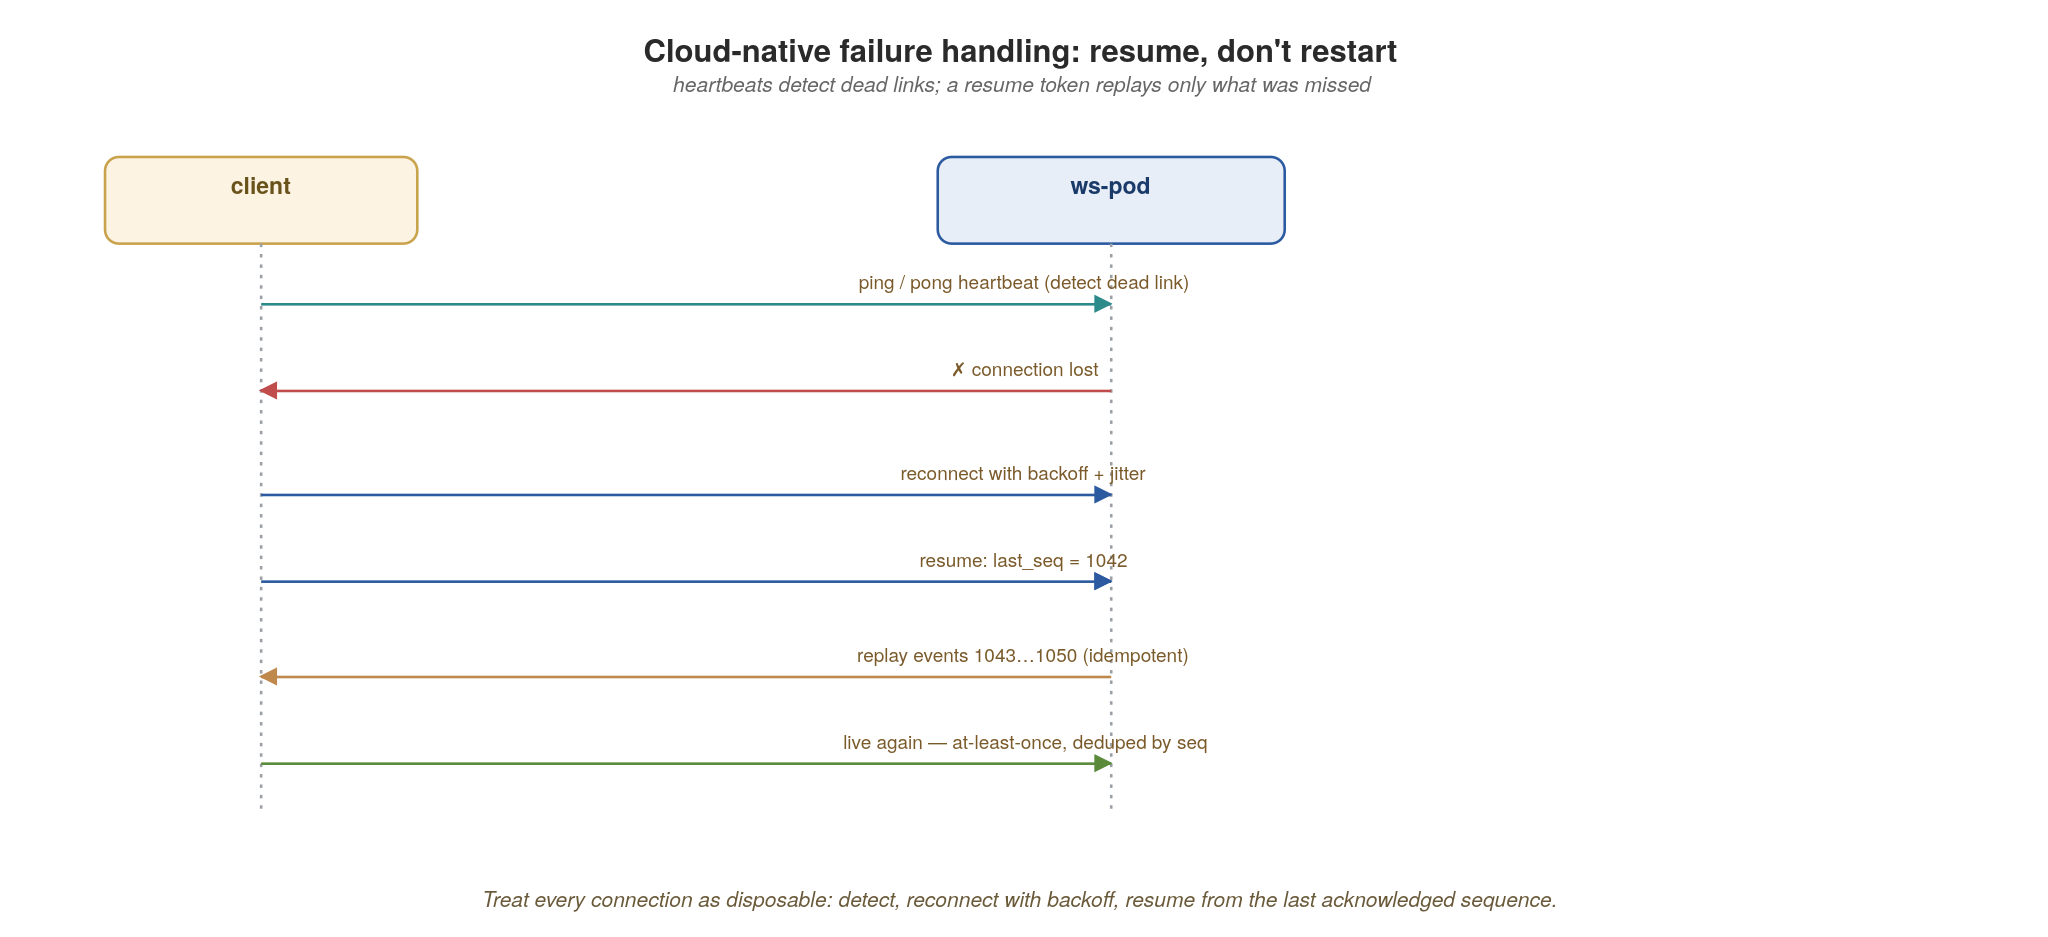 Cloud-native failure handling: resume, don't restart
heartbeats detect dead links; a resume token replays only what was missed
client
ws-pod
ping / pong heartbeat (detect dead link)
✗ connection lost
reconnect with backoff + jitter
resume: last_seq = 1042
replay events 1043…1050 (idempotent)
live again — at-least-once, deduped by seq
Treat every connection as disposable: detect, reconnect with backoff, resume from the last acknowledged sequence.